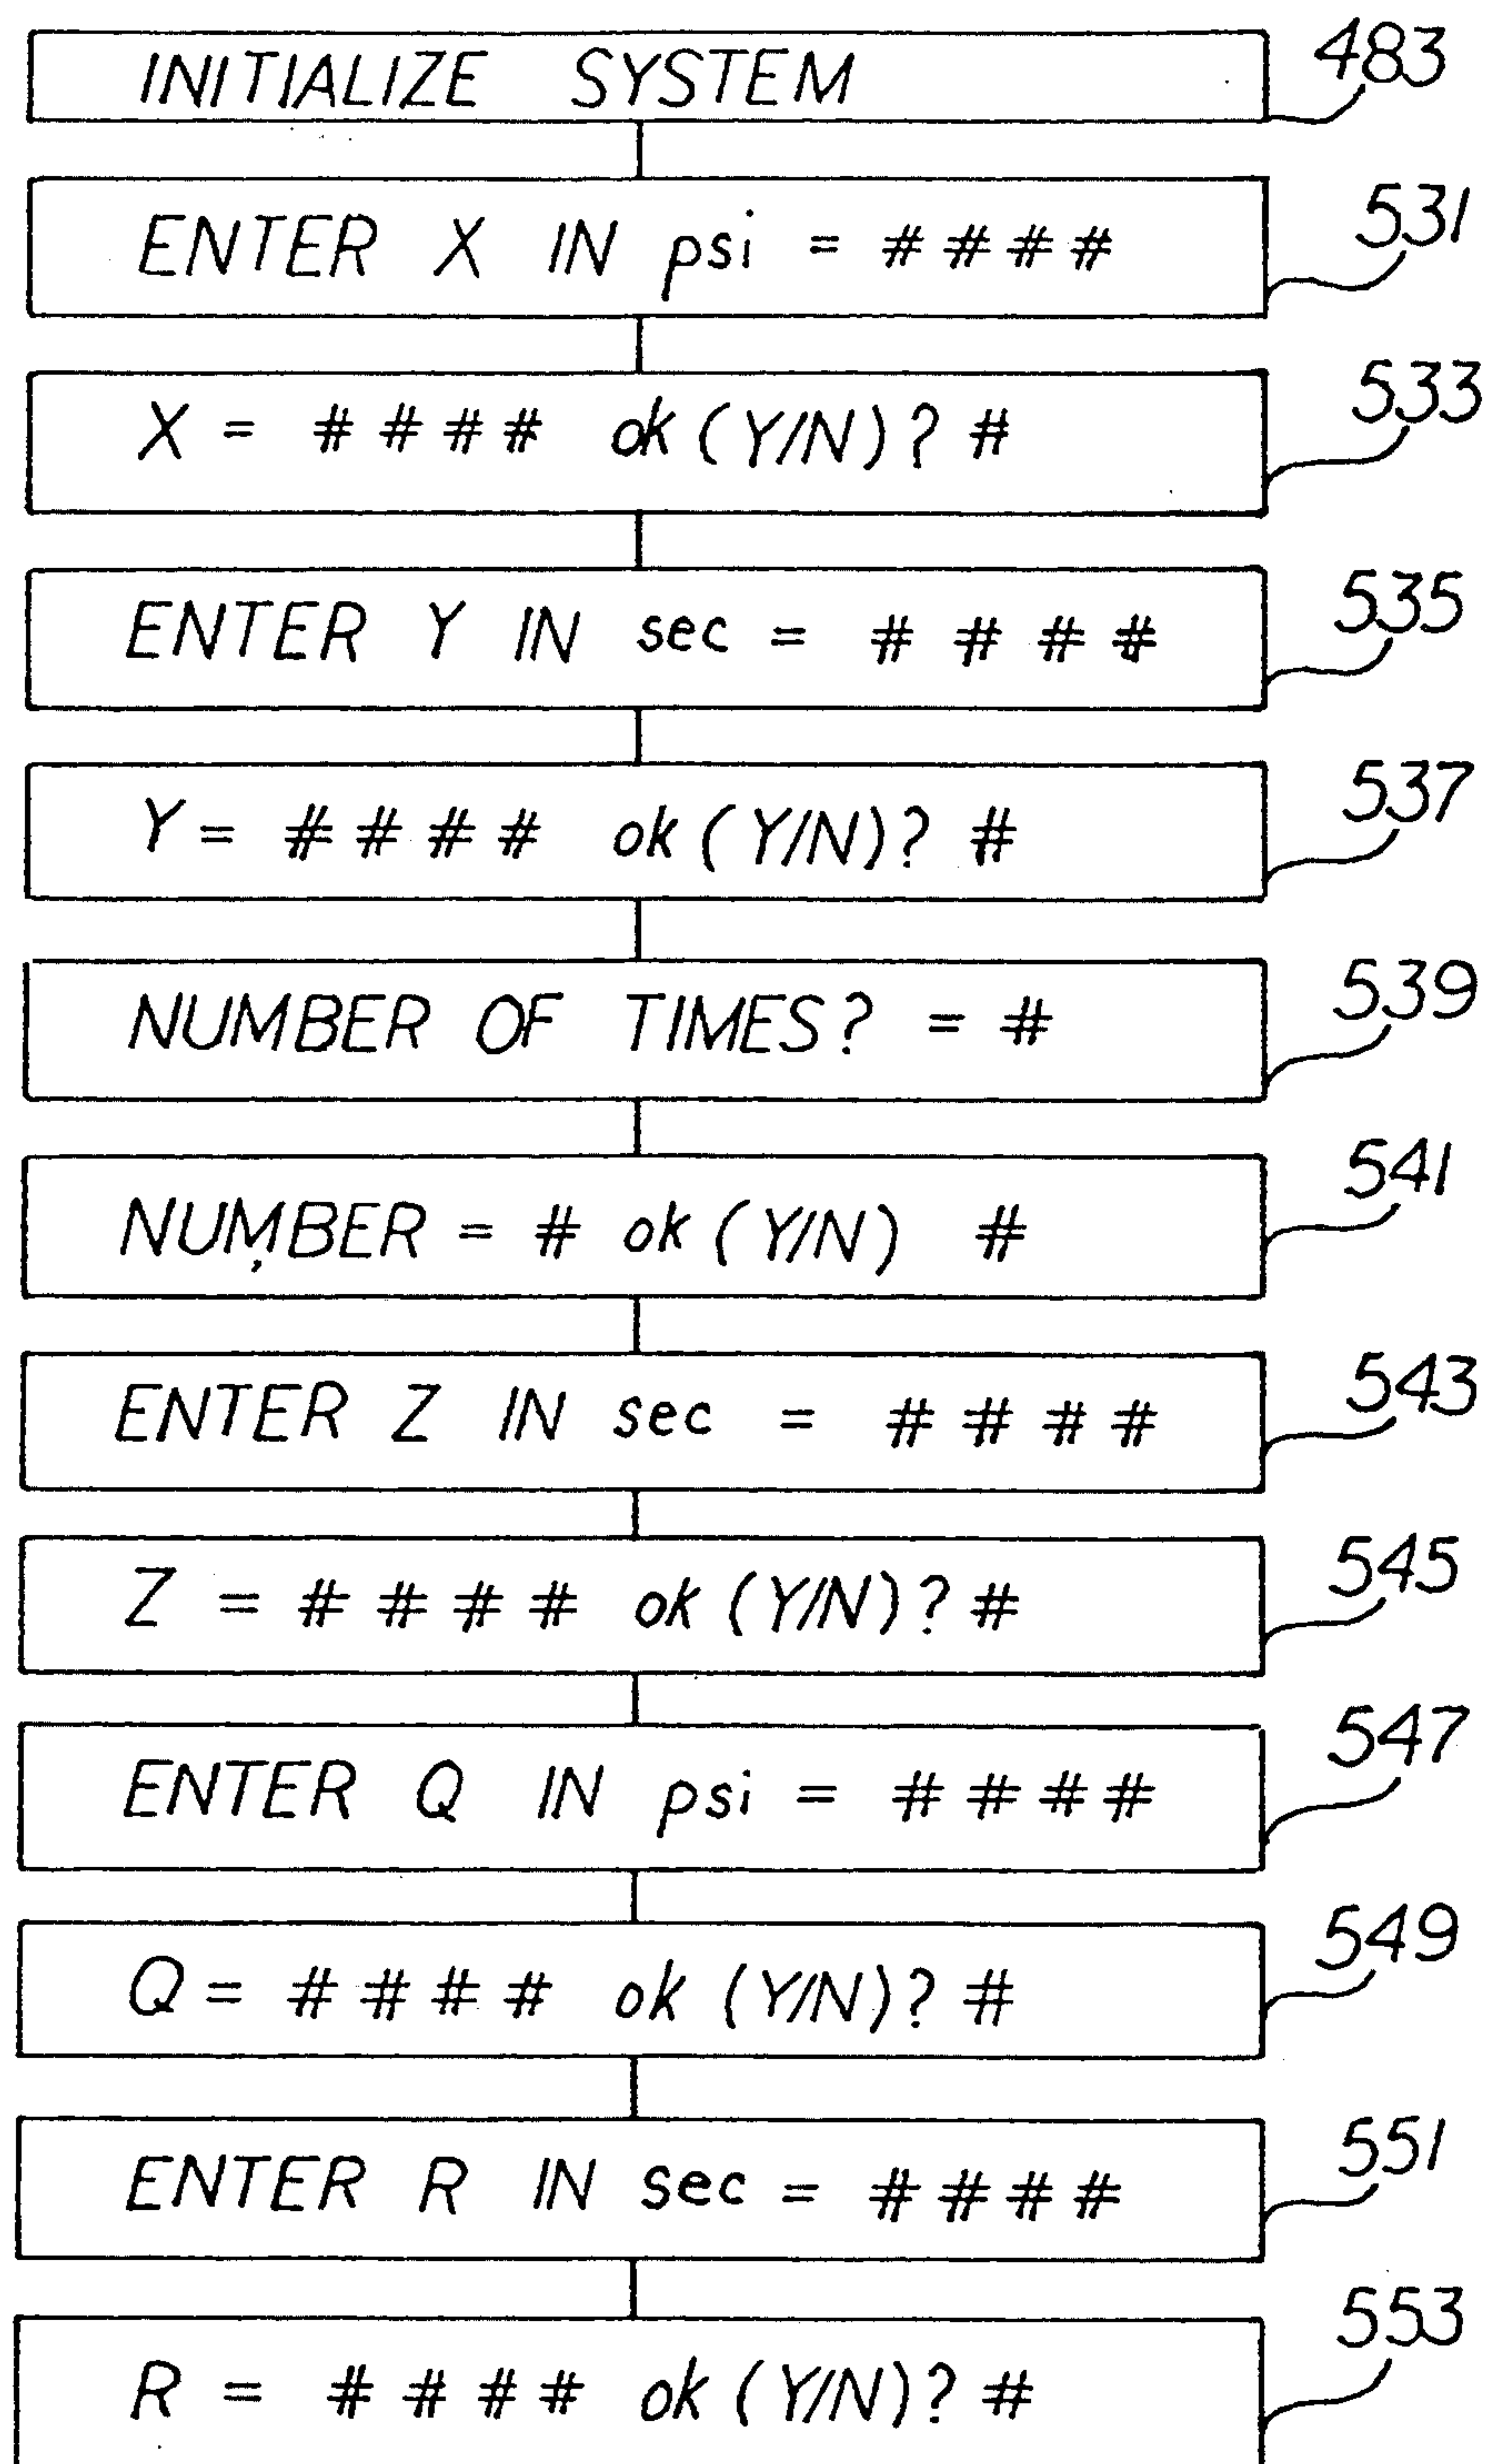 INITIALIZE SYSTEM 483
ENTER X IN psi = # # # # 531
X = # # # # ok (Y/N)? # 533
ENTER Y IN sec = # # # # 535
Y = # # # # ok (Y/N)? # 537
NUMBER OF TIMES? = # 539
NUMBER = # ok (Y/N) # 541
ENTER Z IN sec = # # # # 543
Z = # # # # ok (Y/N)? # 545
ENTER Q IN psi = # # # # 547
Q = # # # # ok (Y/N)? # 549
ENTER R IN sec = # # # # 551
R = # # # # ok (Y/N)? # 553